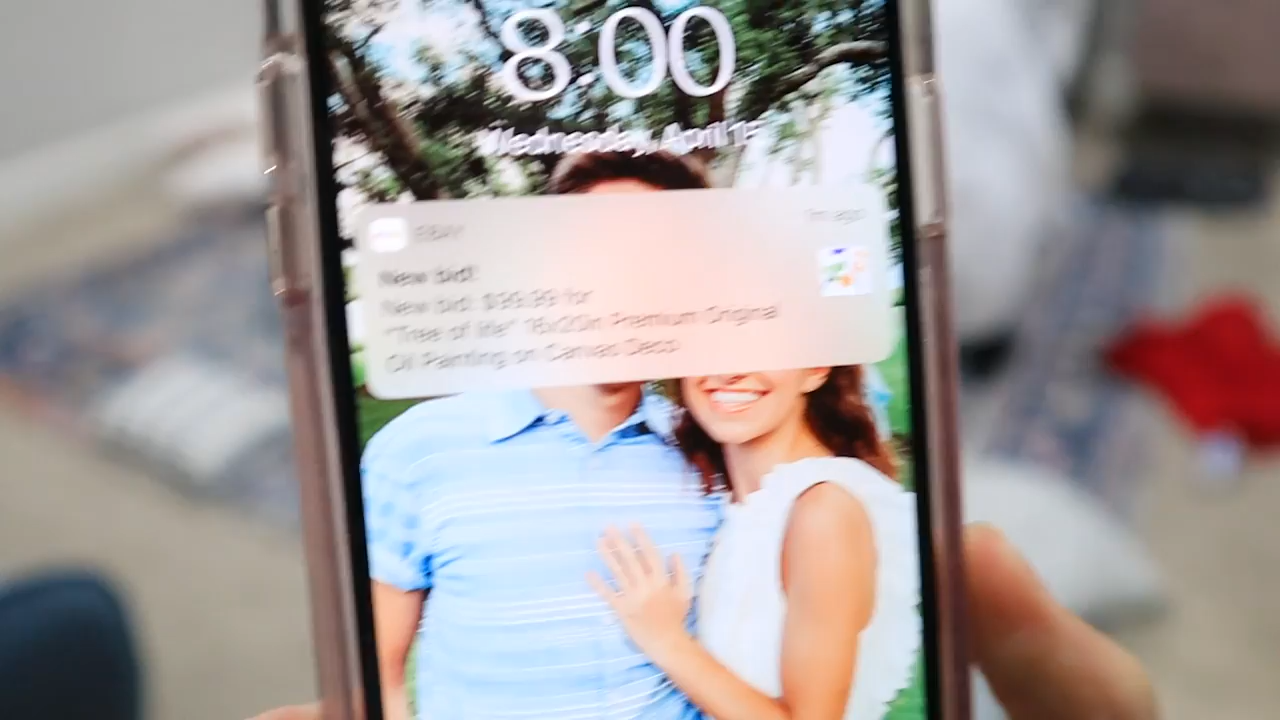 8:00
Wednesday, April 15
EBAY
1m ago
New bid!
New bid: $99.99 for
"Tree of life" 16x20in Premium Original
Oil Painting on Canvas Deco